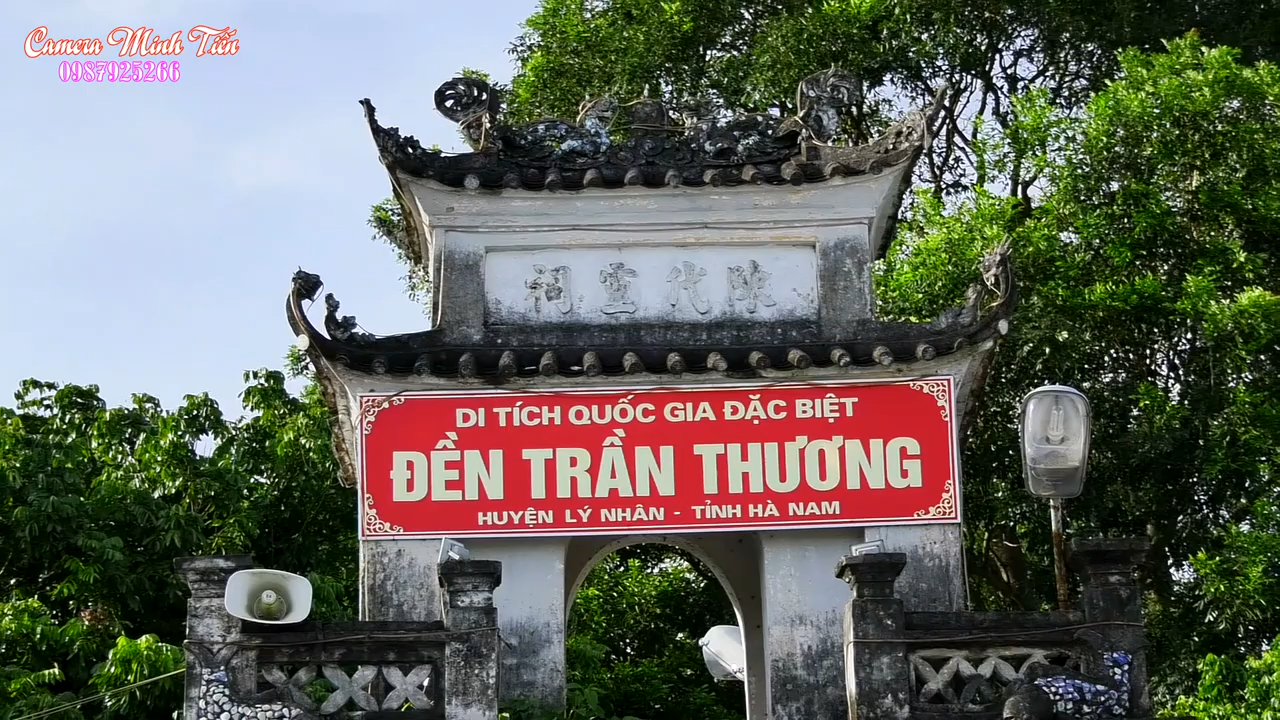 Camera Minh Tiến
0987925266
祠靈代陳
DI TÍCH QUỐC GIA ĐẶC BIỆT
ĐỀN TRẦN THƯƠNG
HUYỆN LÝ NHÂN - TỈNH HÀ NAM